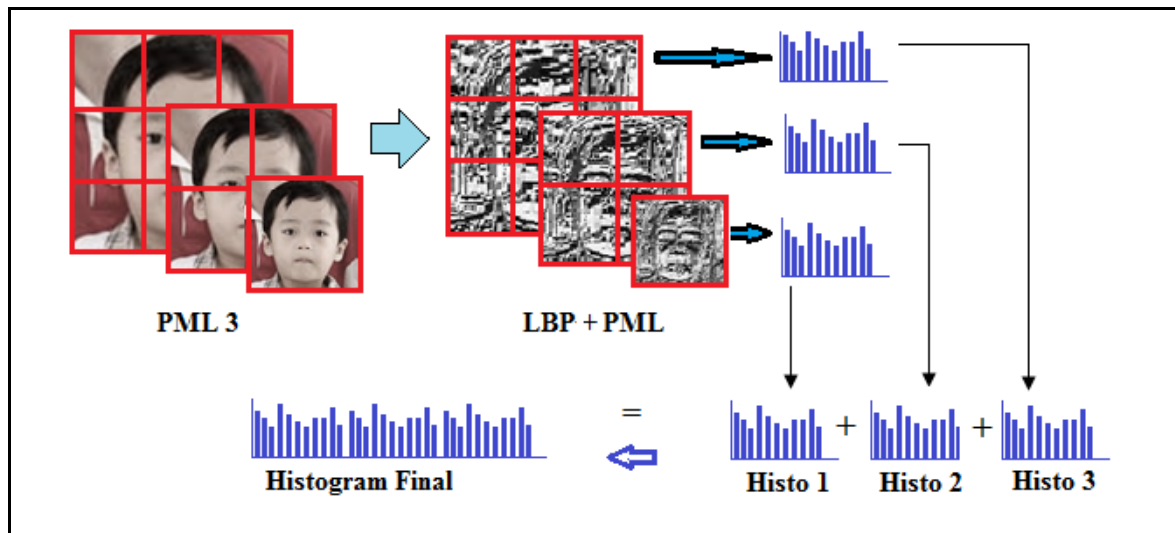 PML 3
LBP + PML
=
+
+
Histogram Final
Histo 1
Histo 2
Histo 3